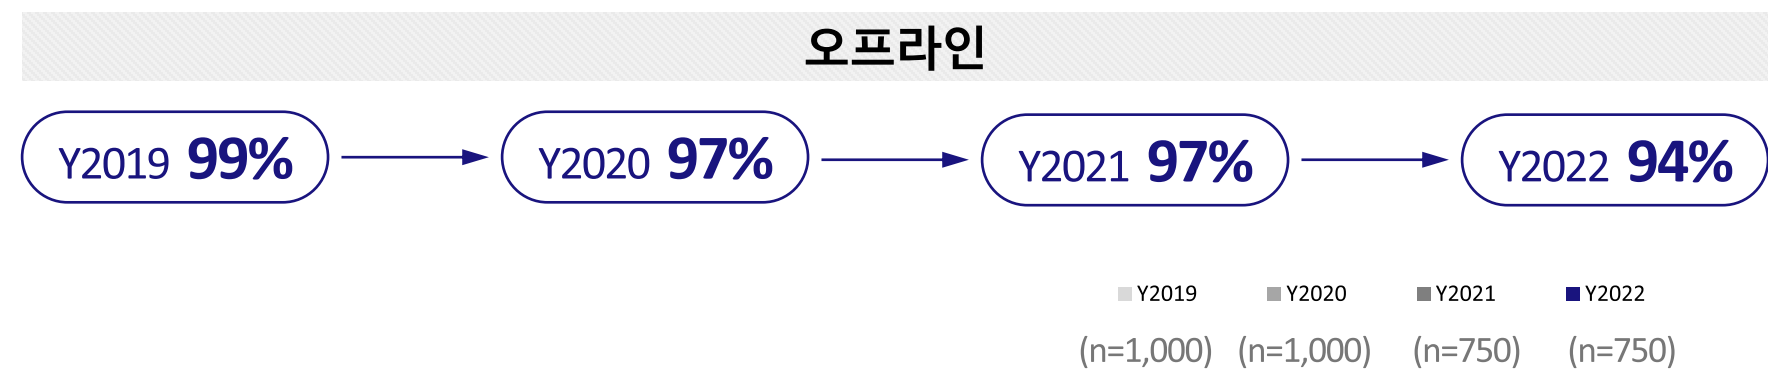 오프라인
Y2019 99% Y2020 97% Y2021 97% Y2022 94%
Y2019 Y2020 Y2021 Y2022
(n=1,000) (n=1,000) (n=750) (n=750)